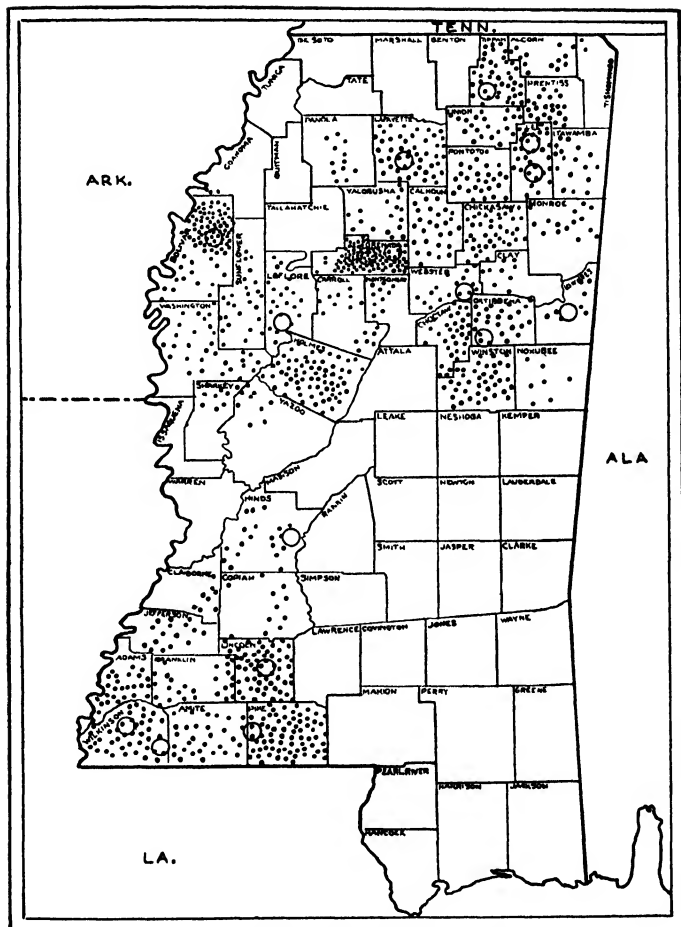 TENN.
DE SOTO
MARSHALL
BENTON
TIPPAH
ALCORN
TISHOMINGO
TUNICA
TATE
PRENTISS
PANOLA
LAFAYETTE
UNION
ITAWAMBA
COAHOMA
QUITMAN
PONTOTOC
LEE
ARK.
YALOBUSHA
CALHOUN
TALLAHATCHIE
CHICKASAW
MONROE
BOLIVAR
SUNFLOWER
GRENADA
CLAY
LEFLORE
CARROLL
MONTGOMERY
WEBSTER
LOWNDES
WASHINGTON
CHOCTAW
OKTIBBEHA
HOLMES
ATTALA
WINSTON
NOXUBEE
SHARKEY
ISSAQUENA
YAZOO
LEAKE
NESHOBA
KEMPER
ALA
WARREN
MADISON
SCOTT
NEWTON
LAUDERDALE
HINDS
RANKIN
SMITH
JASPER
CLARKE
CLAIBORNE
COPIAH
SIMPSON
JEFFERSON
LAWRENCE
COVINGTON
JONES
WAYNE
LINCOLN
ADAMS
FRANKLIN
MARION
PERRY
GREENE
WILKINSON
AMITE
PIKE
PEARL RIVER
HARRISON
JACKSON
HANCOCK
LA.